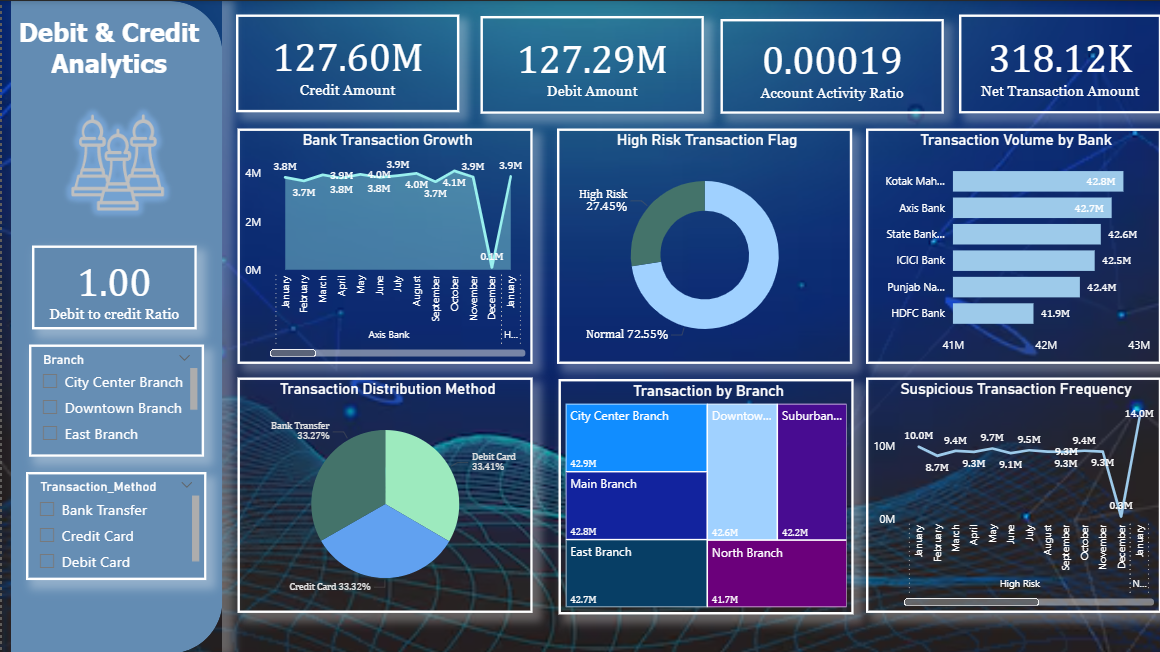 Debit & Credit
Analytics
127.60M
Credit Amount
127.29M
Debit Amount
0.00019
Account Activity Ratio
318.12K
Net Transaction Amount
1.00
Debit to credit Ratio
Branch
City Center Branch
Downtown Branch
East Branch
Transaction_Method
Bank Transfer
Credit Card
Debit Card
Bank Transaction Growth
4M
2M
0M
3.8M
3.7M
3.9M
3.8M
4.0M
3.8M
3.9M
4.0M
3.7M
4.1M
3.9M
0.1M
3.9M
January
February
March
April
May
June
July
August
September
October
November
December
January
Axis Bank
H...
High Risk Transaction Flag
High Risk
27.45%
Normal 72.55%
Transaction Volume by Bank
Kotak Mah... 42.8M
Axis Bank 42.7M
State Bank... 42.6M
ICICI Bank 42.5M
Punjab Na... 42.4M
HDFC Bank 41.9M
41M 42M 43M
Transaction Distribution Method
Bank Transfer
33.27%
Debit Card
33.41%
Credit Card 33.32%
Transaction by Branch
City Center Branch
42.9M
Main Branch
42.8M
East Branch
42.7M
Downtow...
42.6M
Suburban...
42.2M
North Branch
41.7M
Suspicious Transaction Frequency
10M
0M
10.0M
8.7M
9.4M
9.3M
9.7M
9.1M
9.5M
9.3M
9.3M
9.4M
9.3M
0.3M
14.0M
January
February
March
April
May
June
July
August
September
October
November
December
January
High Risk
N...